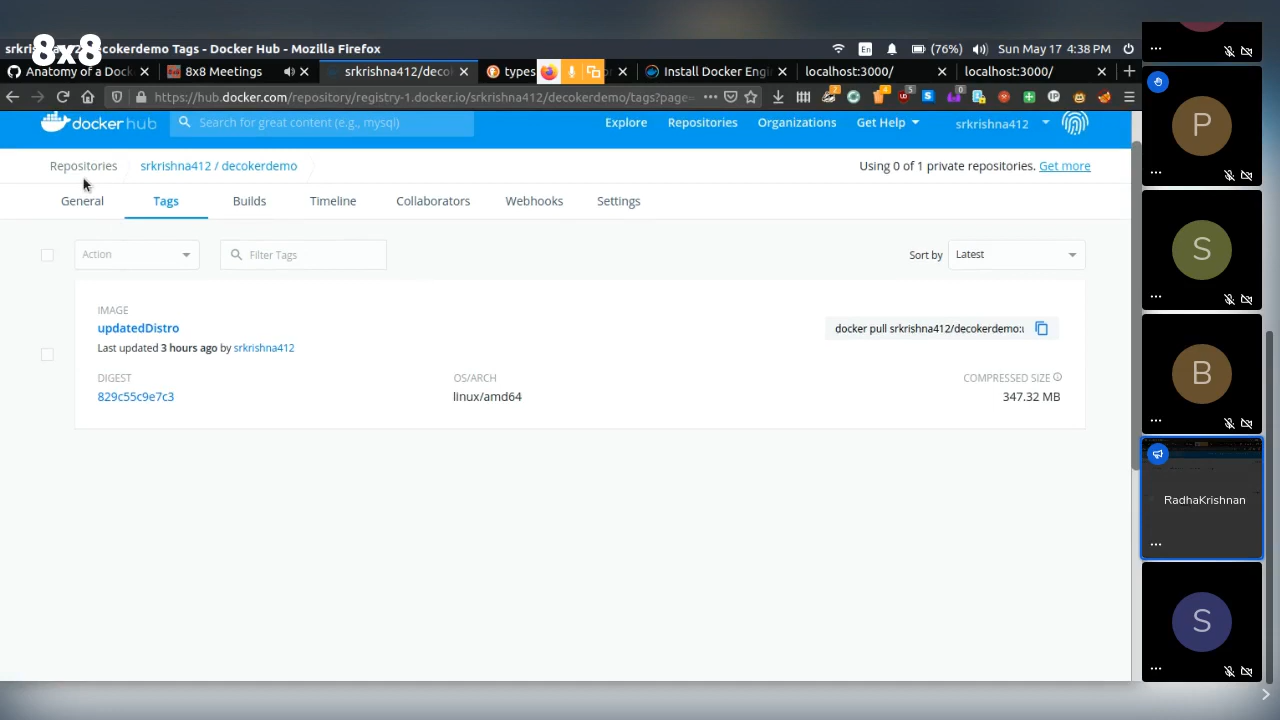 8x8
srkri decokerdemo Tags - Docker Hub - Mozilla Firefox
En (76%) Sun May 17 4:38 PM
Anatomy of a Dock
8x8 Meetings
srkrishna412/deco
types
Install Docker Engi
localhost:3000/
localhost:3000/
https://hub.docker.com/repository/registry-1.docker.io/srkrishna412/decokerdemo/tags?page=
docker hub
Search for great content (e.g., mysql)
Explore
Repositories
Organizations
Get Help
srkrishna412
Repositories
srkrishna412 / decokerdemo
Using 0 of 1 private repositories. Get more
General
Tags
Builds
Timeline
Collaborators
Webhooks
Settings
Action
Filter Tags
Sort by
Latest
IMAGE
updatedDistro
docker pull srkrishna412/decokerdemo:
Last updated 3 hours ago by srkrishna412
DIGEST
OS/ARCH
COMPRESSED SIZE
829c55c9e7c3
linux/amd64
347.32 MB
P
S
B
RadhaKrishnan
S